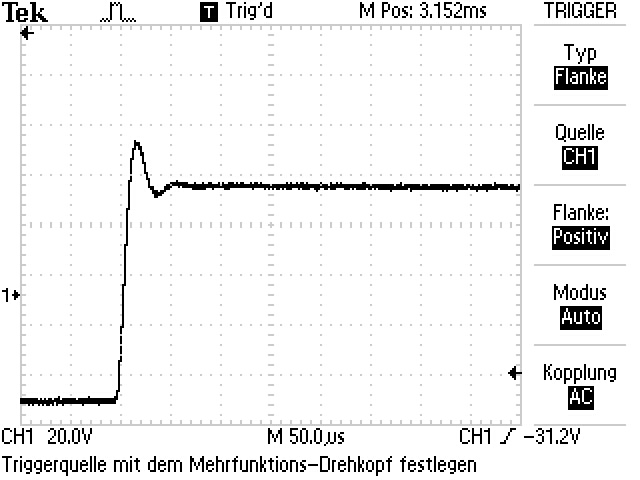 Tek T Trig'd M Pos: 3.152ms TRIGGER
Typ
Flanke
Quelle
CH1
Flanke:
Positiv
1
Modus
Auto
Kopplung
AC
CH1 20.0V M 50.0µs CH1 -31.2V
Triggerquelle mit dem Mehrfunktions-Drehkopf festlegen